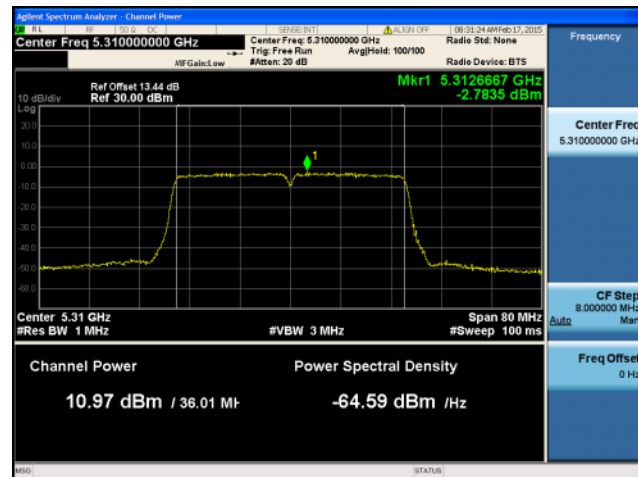 Agilent Spectrum Analyzer - Channel Power
RL RF 50 Ω DC SENSE:INT ALIGN OFF 08:31:24 AM Feb 17, 2015
Center Freq 5.310000000 GHz
Center Freq: 5.310000000 GHz
Radio Std: None
Trig: Free Run Avg|Hold: 100/100
#IFGain:Low #Atten: 20 dB Radio Device: BTS
Frequency
Ref Offset 13.44 dB
10 dB/div Ref 30.00 dBm
Mkr1 5.3126667 GHz
-2.7835 dBm
Log
20.0
10.0
0.00
-10.0
-20.0
-30.0
-40.0
-50.0
-60.0
1
Center 5.31 GHz Span 80 MHz
#Res BW 1 MHz #VBW 3 MHz #Sweep 100 ms
Channel Power Power Spectral Density
10.97 dBm / 36.01 MH -64.59 dBm /Hz
Center Freq
5.310000000 GHz
CF Step
8.000000 MHz
Auto Man
Freq Offset
0 Hz
MSG STATUS